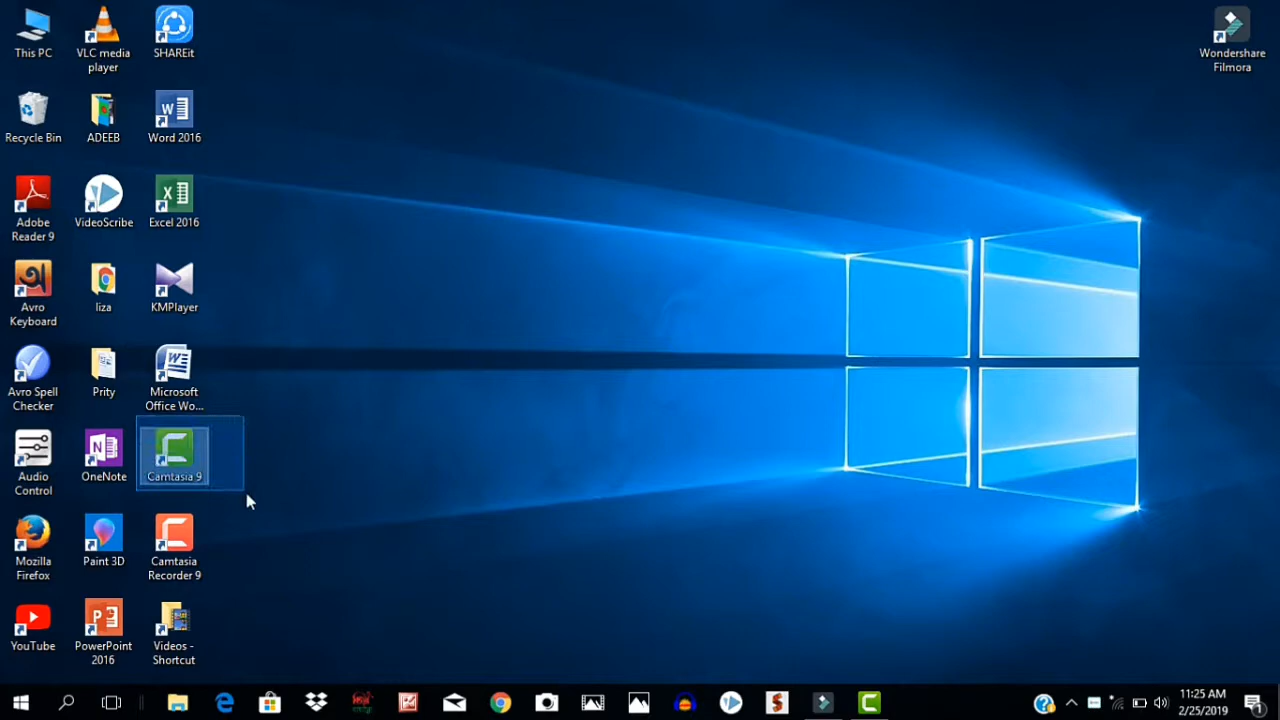 This PC
VLC media
player
SHAREit
Wondershare
Filmora
Recycle Bin
ADEEB
Word 2016
Adobe
Reader 9
VideoScribe
Excel 2016
Avro
Keyboard
liza
KMPlayer
Avro Spell
Checker
Prity
Microsoft
Office Wo...
Audio
Control
OneNote
Camtasia 9
Mozilla
Firefox
Paint 3D
Camtasia
Recorder 9
YouTube
PowerPoint
2016
Videos -
Shortcut
11:25 AM
2/25/2019
1